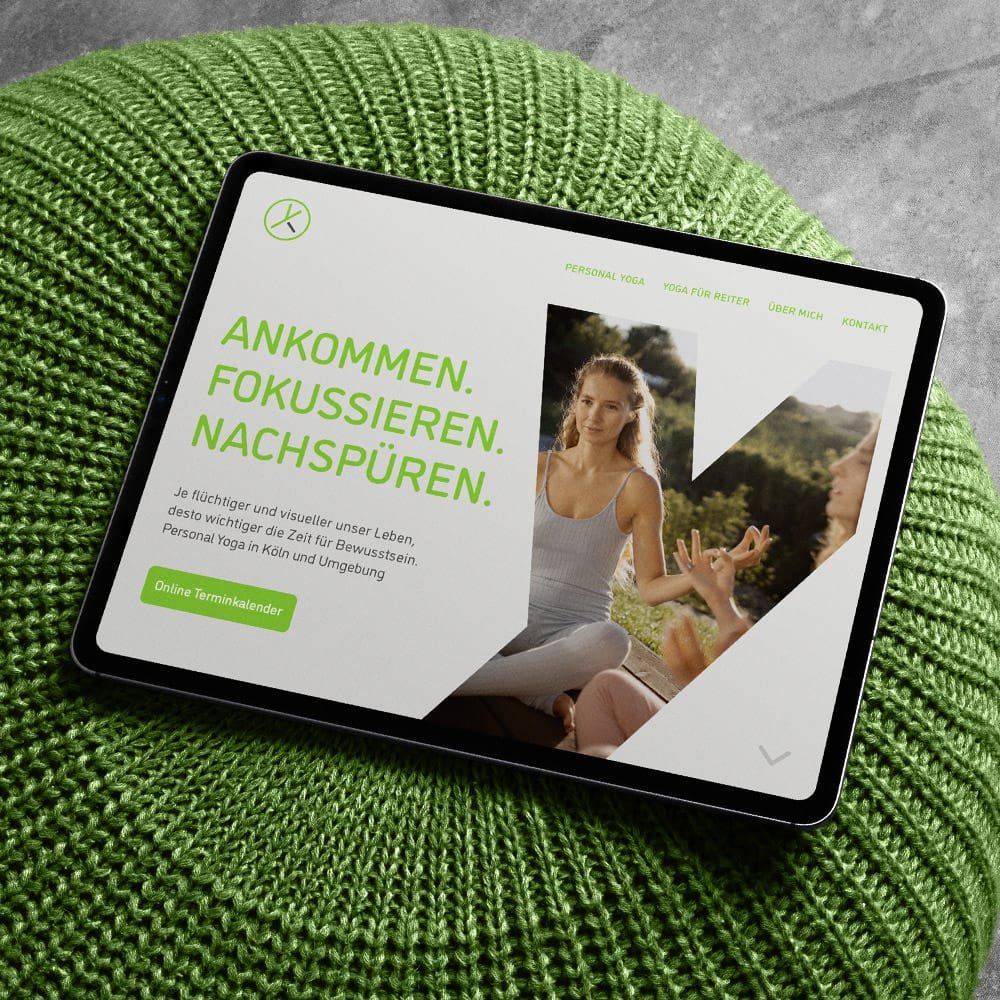 PERSONAL YOGA
YOGA FÜR REITER
ÜBER MICH
KONTAKT
ANKOMMEN.
FOKUSSIEREN.
NACHSPÜREN.
Je flüchtiger und visueller unser Leben,
desto wichtiger die Zeit für Bewusstsein.
Personal Yoga in Köln und Umgebung
Online Terminkalender